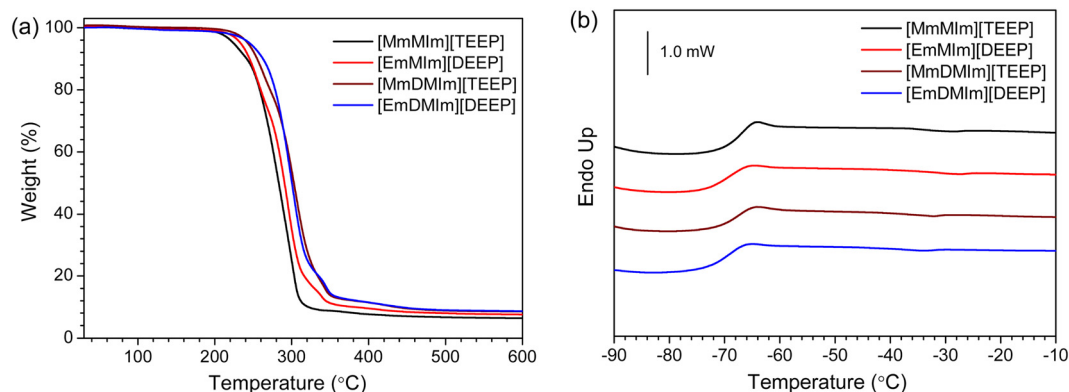 (a)
[MmMIm][TEEP]
[EmMIm][DEEP]
[MmDMIm][TEEP]
[EmDMIm][DEEP]
Weight (%)
100
80
60
40
20
0
100 200 300 400 500 600
Temperature (°C)
(b)
1.0 mW
[MmMIm][TEEP]
[EmMIm][DEEP]
[MmDMIm][TEEP]
[EmDMIm][DEEP]
Endo Up
-90 -80 -70 -60 -50 -40 -30 -20 -10
Temperature (°C)